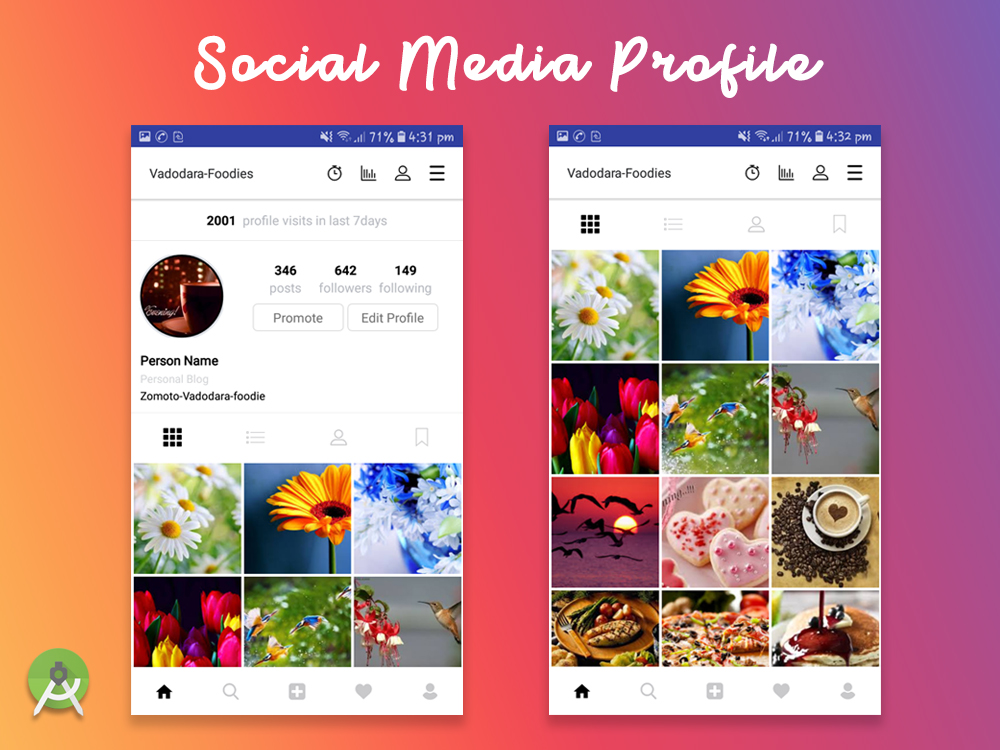 Social Media Profile
71% 4:31 pm
Vadodara-Foodies
2001 profile visits in last 7days
346 642 149
posts followers following
Promote Edit Profile
Evening!
Person Name
Personal Blog
Zomoto-Vadodara-foodie
71% 4:32 pm
Vadodara-Foodies